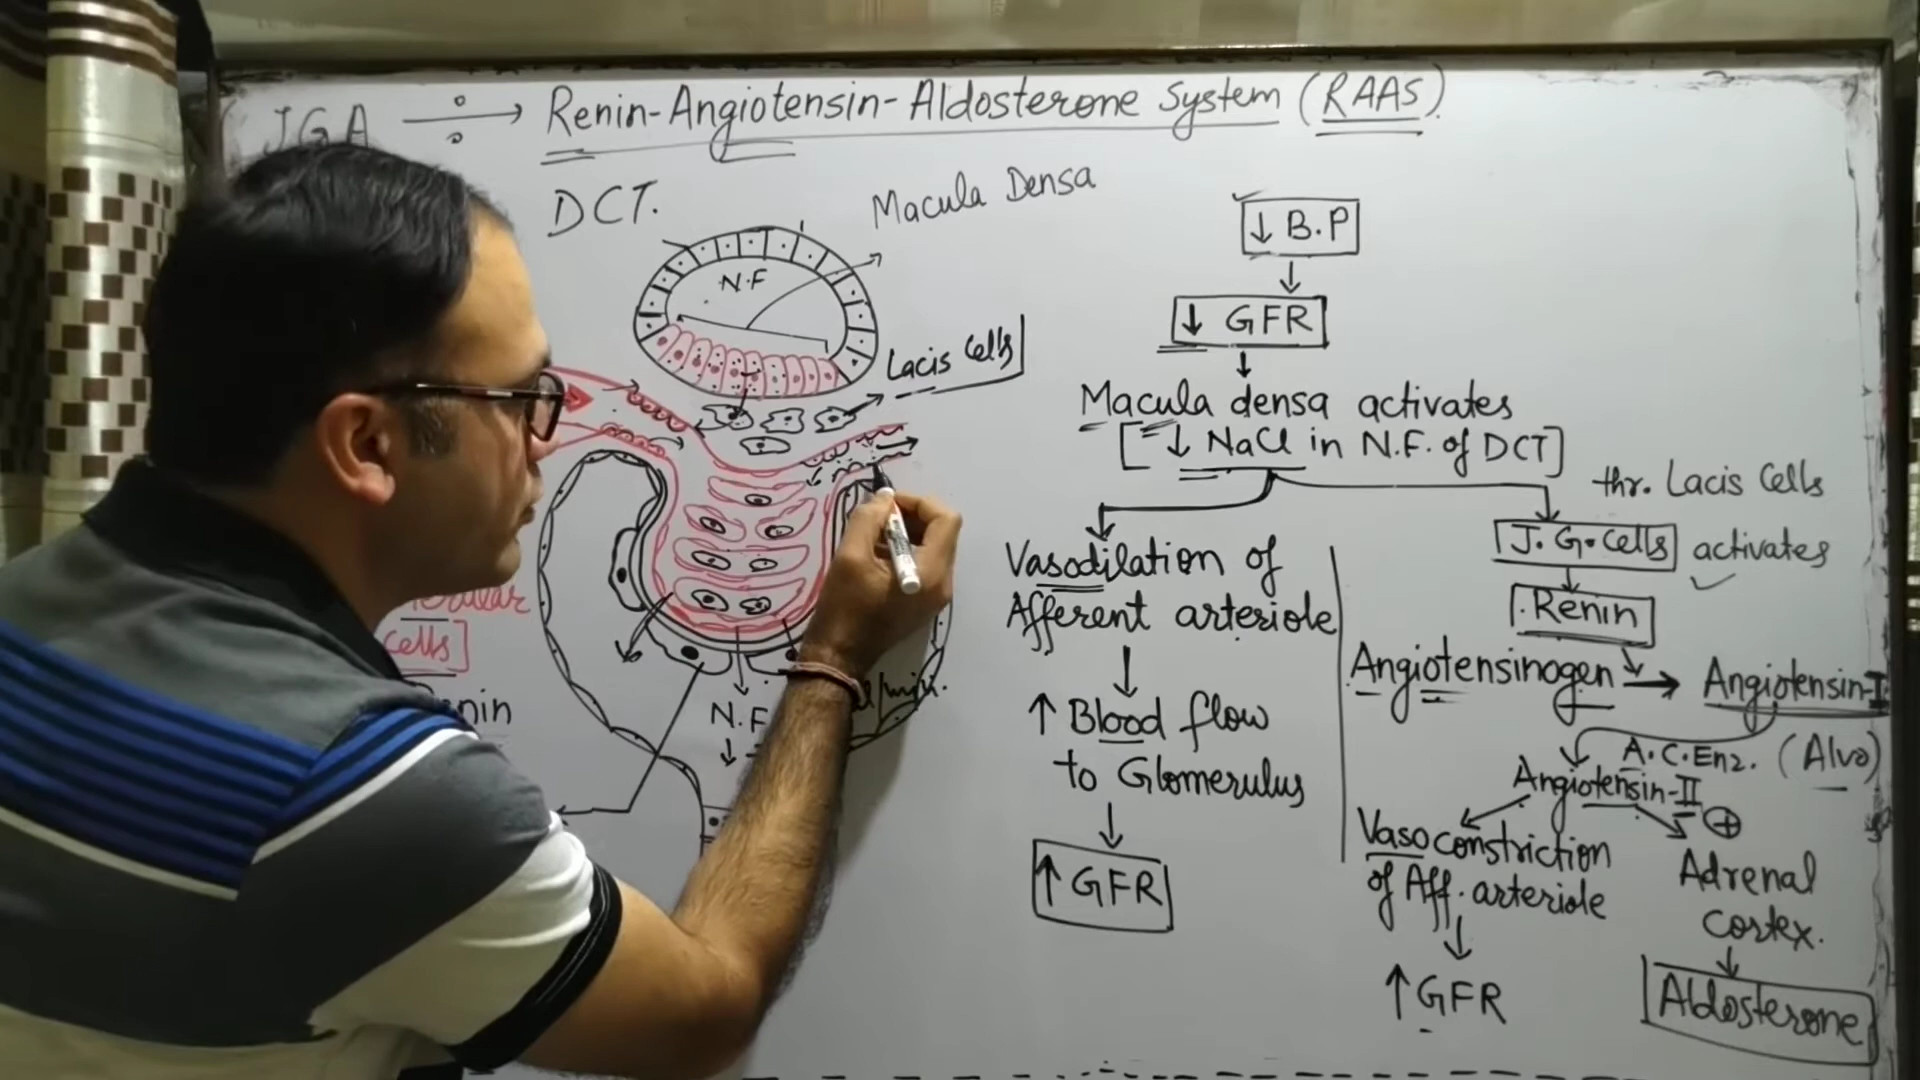 JGA → Renin-Angiotensin-Aldosterone System (RAAS).
DCT.
Macula Densa
N.F
Lacis Cells
cells]
N.F
↓ B.P
↓
↓ GFR
↓
Macula densa activates
[↓ NaCl in N.F. of DCT]
Vasodilation of
Afferent arteriole
↓
↑ Blood flow
to Glomerulus
↓
↑ GFR
thr. Lacis Cells
J.G. Cells activates
Renin
Angiotensinogen → Angiotensin-I
A.C.Enz. (Alvo)
Angiotensin-II
⊕
Vasoconstriction
of Aff. arteriole
↓
↑ GFR
Adrenal
cortex.
↓
Aldosterone